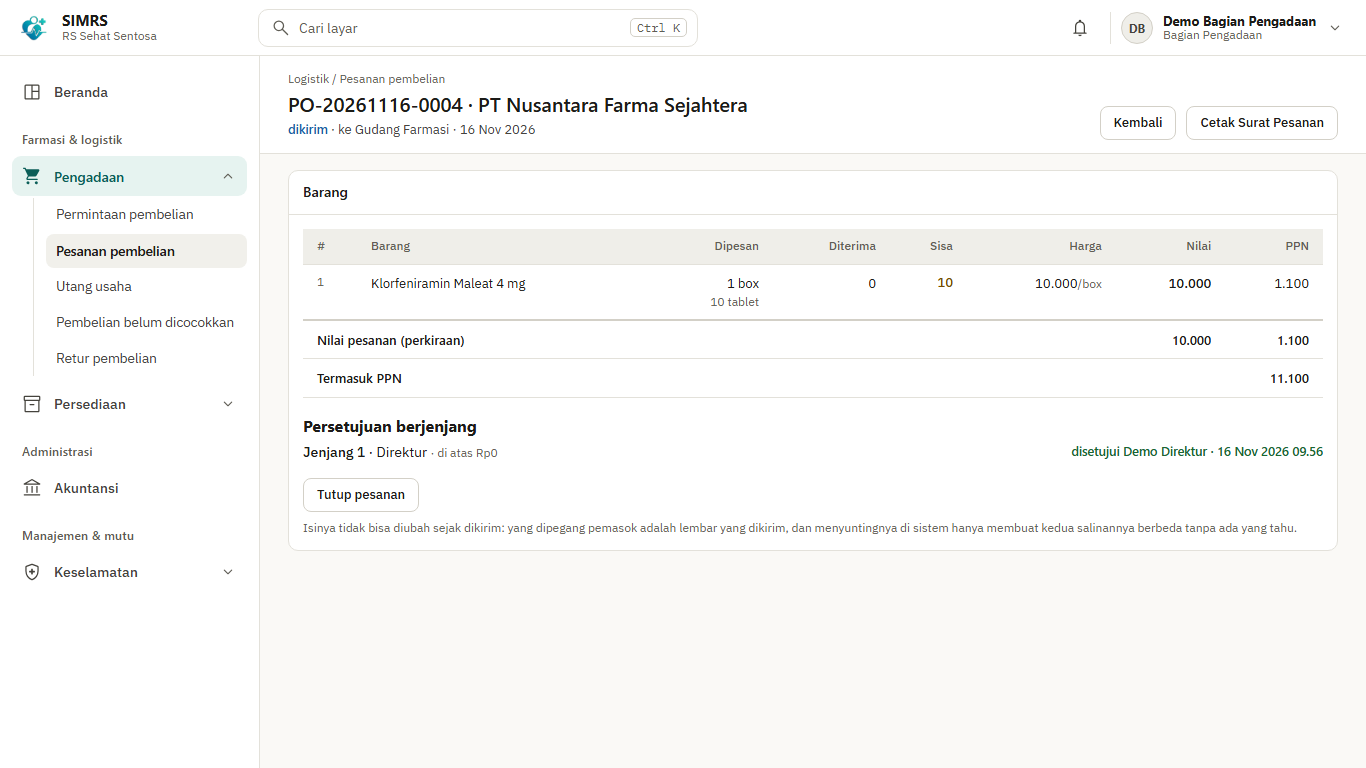 SIMRS
RS Sehat Sentosa
Cari layar
Ctrl K
DB
Demo Bagian Pengadaan
Bagian Pengadaan
Beranda
Farmasi & logistik
Pengadaan
Permintaan pembelian
Pesanan pembelian
Utang usaha
Pembelian belum dicocokkan
Retur pembelian
Persediaan
Administrasi
Akuntansi
Manajemen & mutu
Keselamatan
Logistik / Pesanan pembelian
PO-20261116-0004 · PT Nusantara Farma Sejahtera
dikirim · ke Gudang Farmasi · 16 Nov 2026
Kembali
Cetak Surat Pesanan
Barang
# Barang Dipesan Diterima Sisa Harga Nilai PPN
1 Klorfeniramin Maleat 4 mg 1 box 0 10 10.000/box 10.000 1.100
10 tablet
Nilai pesanan (perkiraan) 10.000 1.100
Termasuk PPN 11.100
Persetujuan berjenjang
Jenjang 1 · Direktur · di atas Rp0 disetujui Demo Direktur · 16 Nov 2026 09.56
Tutup pesanan
Isinya tidak bisa diubah sejak dikirim: yang dipegang pemasok adalah lembar yang dikirim, dan menyuntingnya di sistem hanya membuat kedua salinannya berbeda tanpa ada yang tahu.